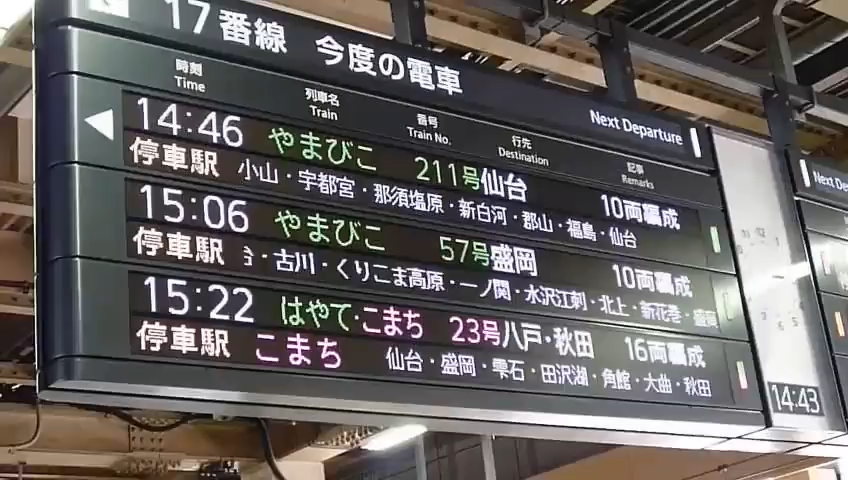 17番線 今度の電車 Next Departure
時刻 列車名 番号 行先 記事
Time Train Train No. Destination Remarks
14:46 やまびこ 211号 仙台 10両編成
停車駅 小山・宇都宮・那須塩原・新白河・郡山・福島・仙台
15:06 やまびこ 57号 盛岡 10両編成
停車駅 ・古川・くりこま高原・一ノ関・水沢江刺・北上・新花巻・盛岡
15:22 はやて・こまち 23号 八戸・秋田 16両編成
停車駅 こまち 仙台・盛岡・雫石・田沢湖・角館・大曲・秋田
14:43
Next De